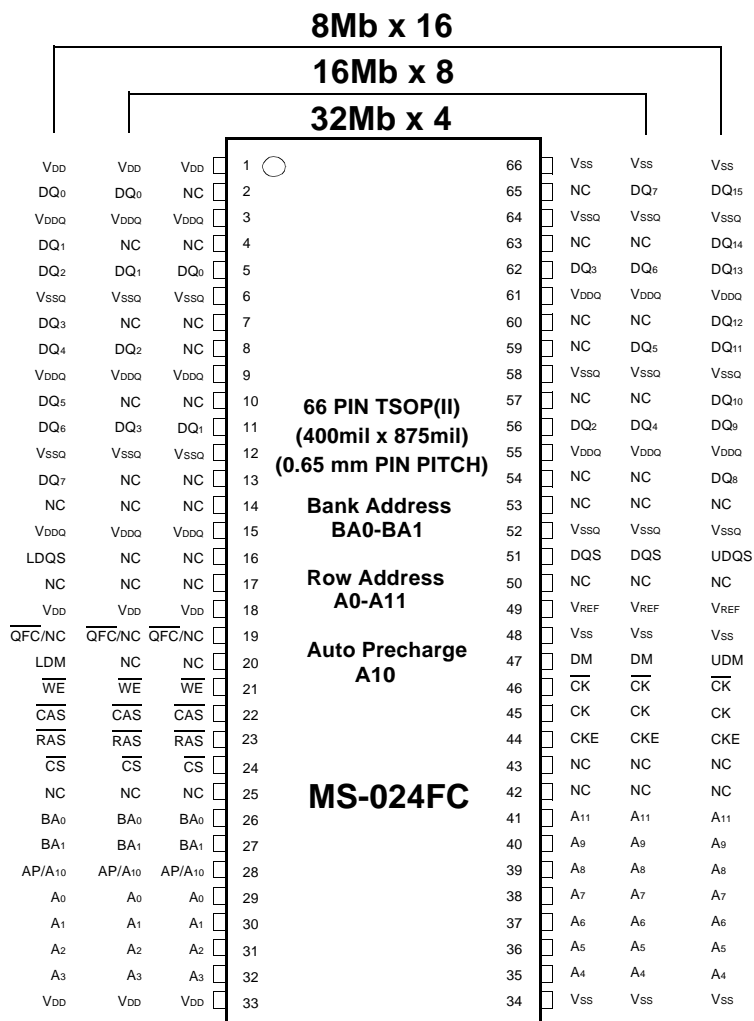 8Mb x 16
16Mb x 8
32Mb x 4
VDD VDD VDD 1 66 VSS VSS VSS
DQ0 DQ0 NC 2 65 NC DQ7 DQ15
VDDQ VDDQ VDDQ 3 64 VSSQ VSSQ VSSQ
DQ1 NC NC 4 63 NC NC DQ14
DQ2 DQ1 DQ0 5 62 DQ3 DQ6 DQ13
VSSQ VSSQ VSSQ 6 61 VDDQ VDDQ VDDQ
DQ3 NC NC 7 60 NC NC DQ12
DQ4 DQ2 NC 8 59 NC DQ5 DQ11
VDDQ VDDQ VDDQ 9 58 VSSQ VSSQ VSSQ
DQ5 NC NC 10 57 NC NC DQ10
DQ6 DQ3 DQ1 11 56 DQ2 DQ4 DQ9
VSSQ VSSQ VSSQ 12 55 VDDQ VDDQ VDDQ
DQ7 NC NC 13 54 NC NC DQ8
NC NC NC 14 53 NC NC NC
VDDQ VDDQ VDDQ 15 52 VSSQ VSSQ VSSQ
LDQS NC NC 16 51 DQS DQS UDQS
NC NC NC 17 50 NC NC NC
VDD VDD VDD 18 49 VREF VREF VREF
QFC/NC QFC/NC QFC/NC 19 48 VSS VSS VSS
LDM NC NC 20 47 DM DM UDM
WE WE WE 21 46 CK CK CK
CAS CAS CAS 22 45 CK CK CK
RAS RAS RAS 23 44 CKE CKE CKE
CS CS CS 24 43 NC NC NC
NC NC NC 25 42 NC NC NC
BA0 BA0 BA0 26 41 A11 A11 A11
BA1 BA1 BA1 27 40 A9 A9 A9
AP/A10 AP/A10 AP/A10 28 39 A8 A8 A8
A0 A0 A0 29 38 A7 A7 A7
A1 A1 A1 30 37 A6 A6 A6
A2 A2 A2 31 36 A5 A5 A5
A3 A3 A3 32 35 A4 A4 A4
VDD VDD VDD 33 34 VSS VSS VSS
66 PIN TSOP(II)
(400mil x 875mil)
(0.65 mm PIN PITCH)
Bank Address
BA0-BA1
Row Address
A0-A11
Auto Precharge
A10
MS-024FC